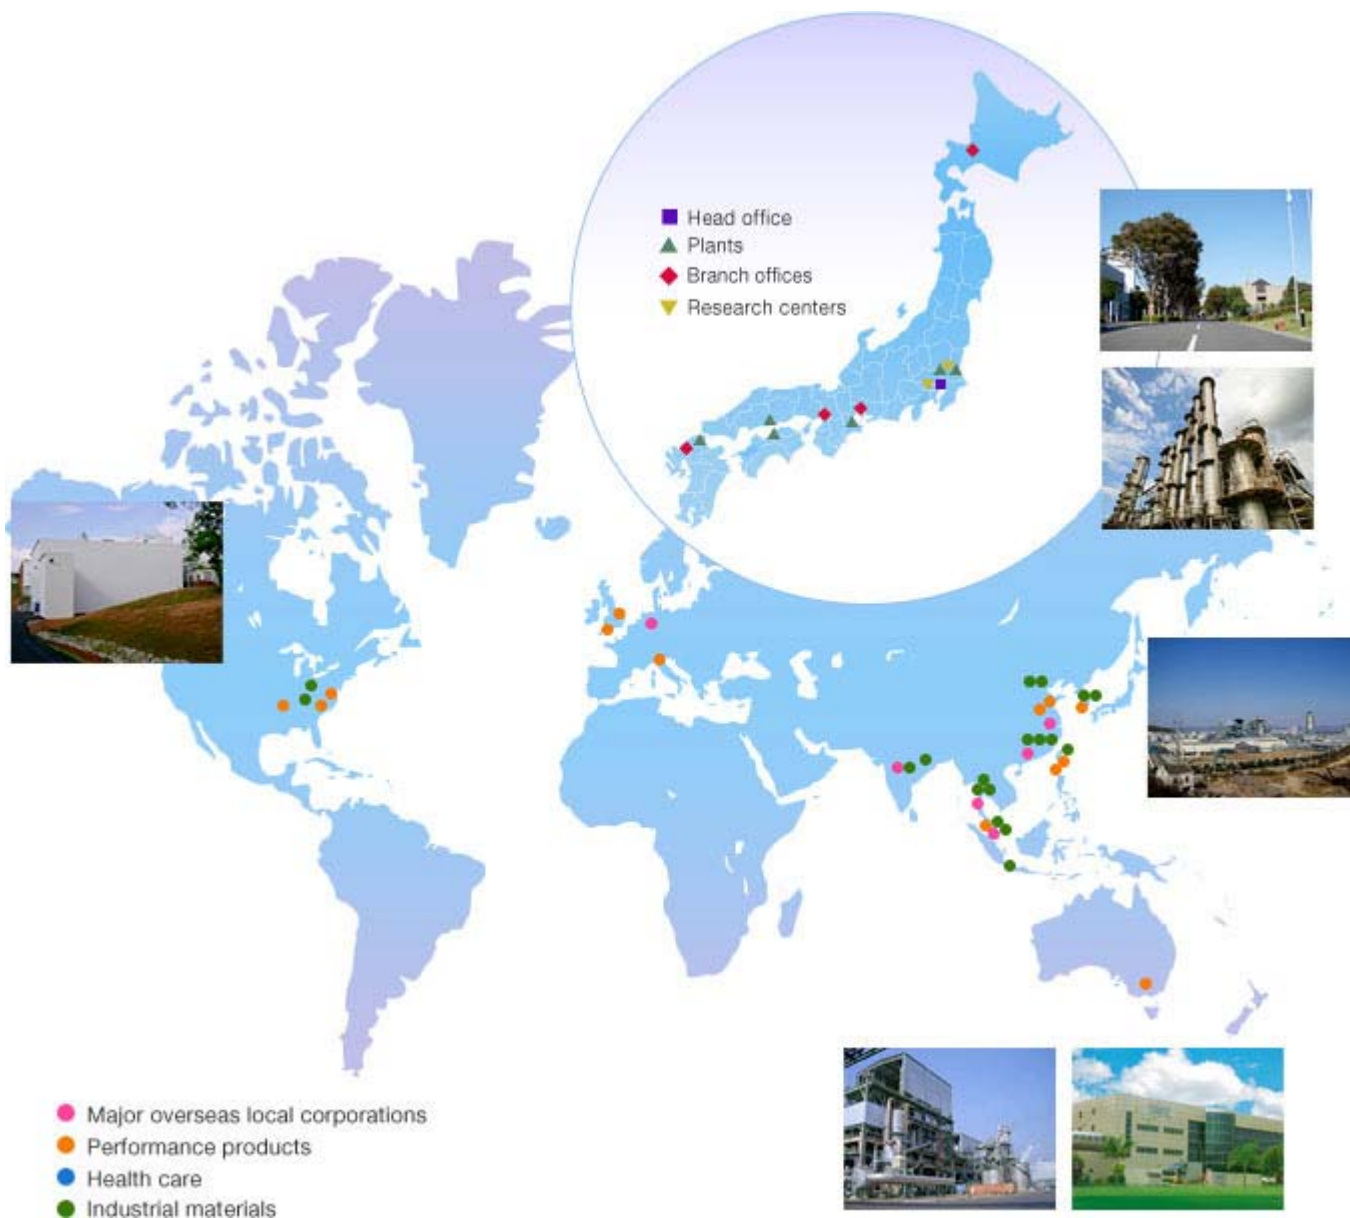 Head office
Plants
Branch offices
Research centers
Major overseas local corporations
Performance products
Health care
Industrial materials